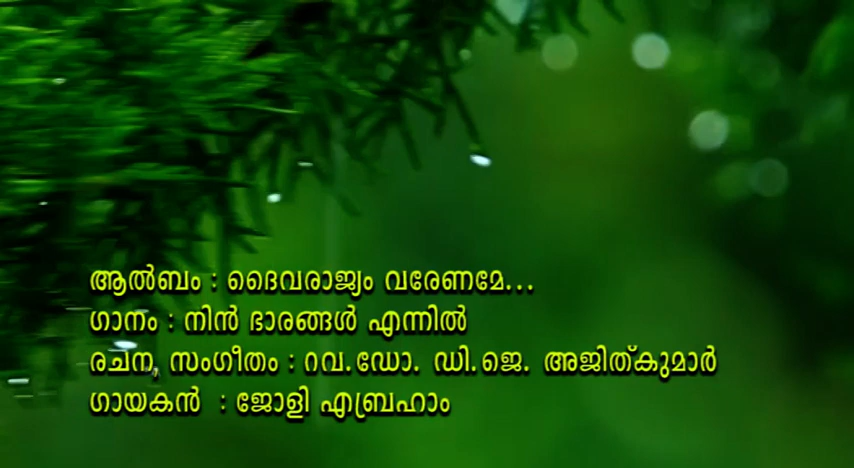 ആൽബം : ദൈവരാജ്യം വരേണമേ...
ഗാനം : നിൻ ഭാരങ്ങൾ എന്നിൽ
രചന, സംഗീതം : റവ.ഡോ. ഡി.ജെ. അജിത്കുമാർ
ഗായകൻ : ജോളി എബ്രഹാം